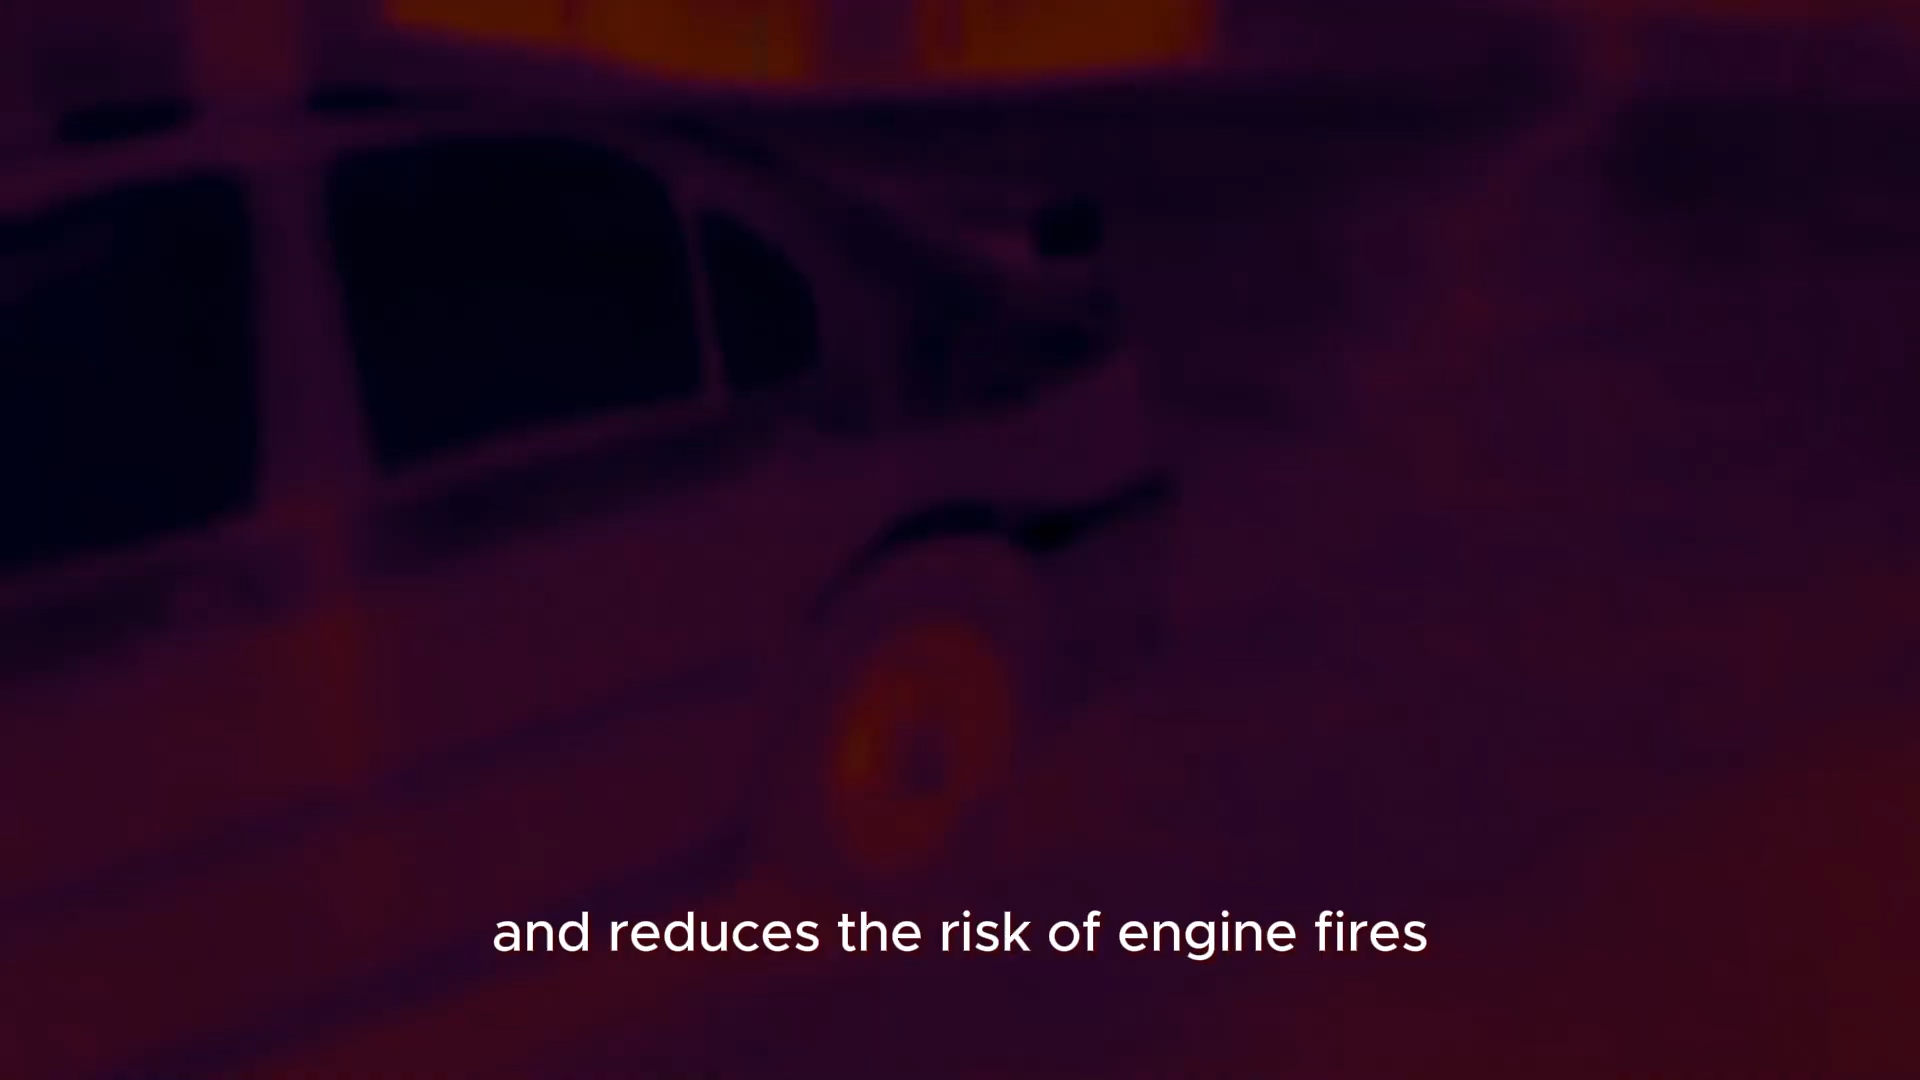 and reduces the risk of engine fires